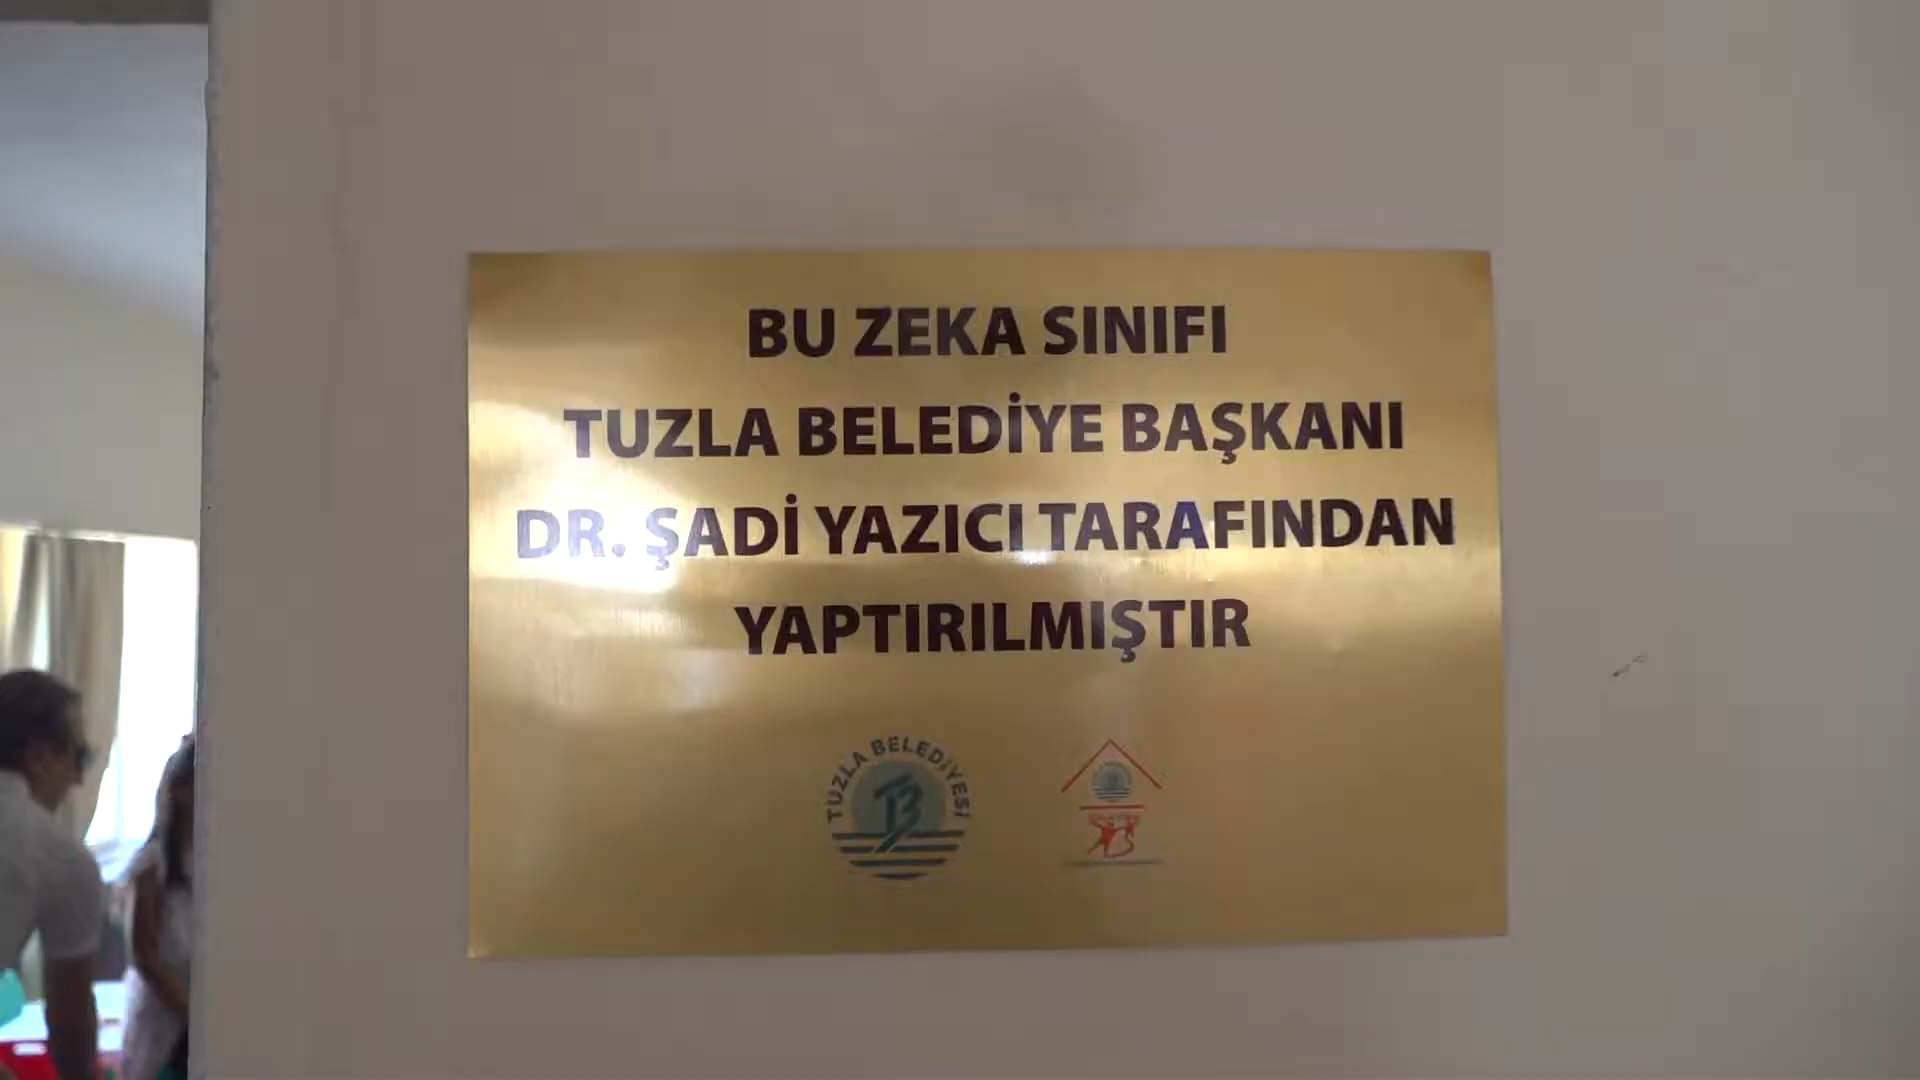 BU ZEKA SINIFI
TUZLA BELEDİYE BAŞKANI
DR. ŞADİ YAZICI TARAFINDAN
YAPTIRILMIŞTIR
TUZLA BELEDİYESİ